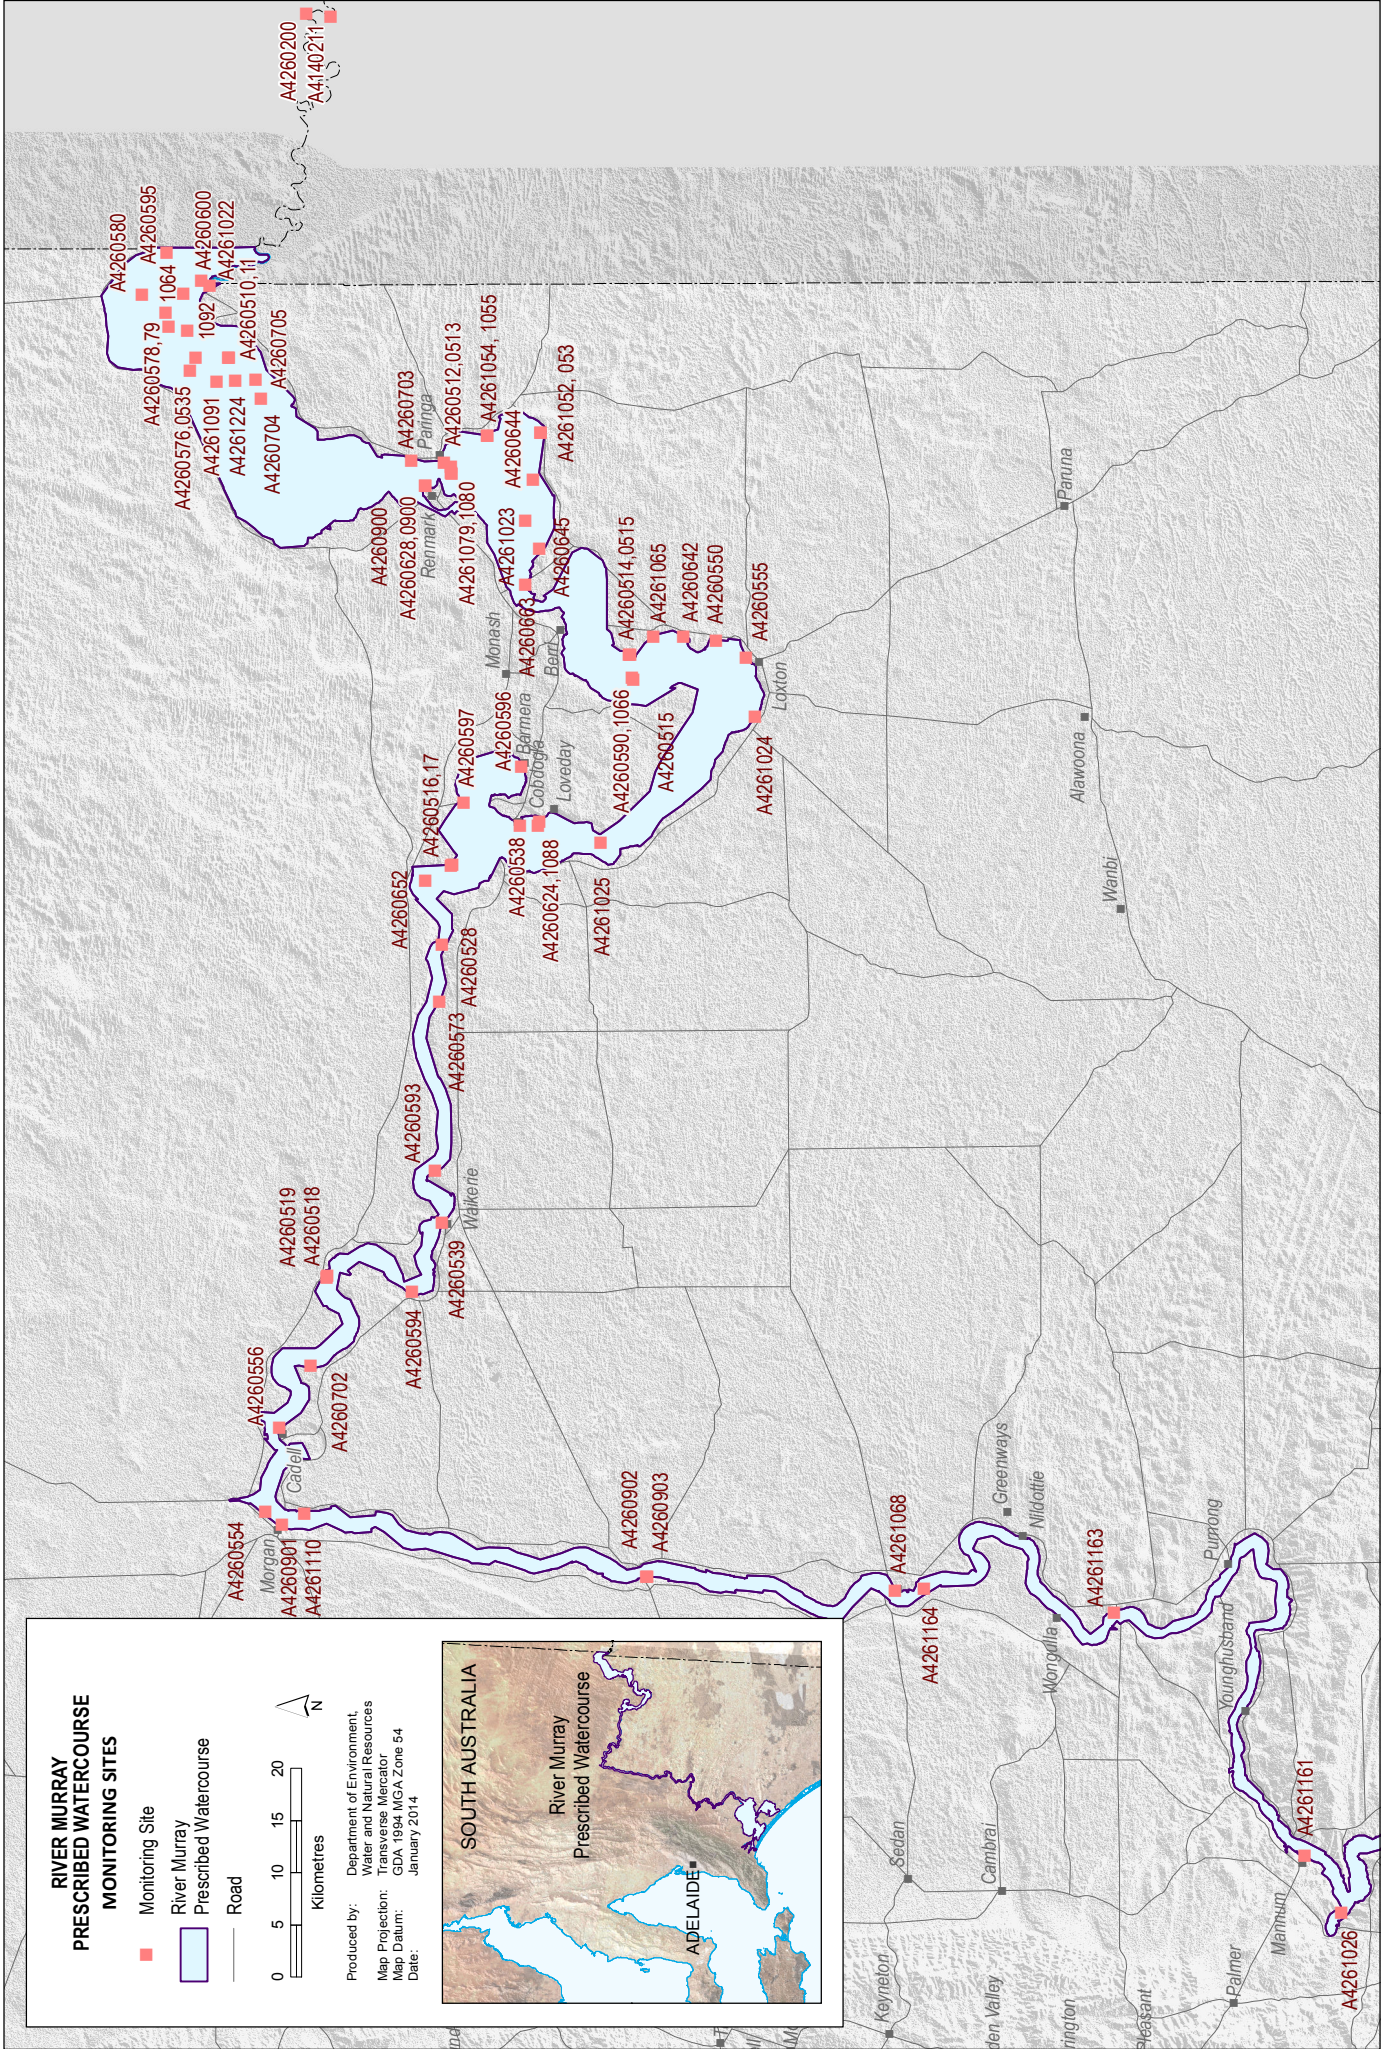 RIVER MURRAY
PRESCRIBED WATERCOURSE
MONITORING SITES
Monitoring Site
River Murray
Prescribed Watercourse
Road
0 5 10 15 20
Kilometres
N
Produced by: Department of Environment,
Water and Natural Resources
Map Projection: Transverse Mercator
Map Datum: GDA 1994 MGA Zone 54
Date: January 2014
SOUTH AUSTRALIA
River Murray
Prescribed Watercourse
ADELAIDE
A4260554
Morgan
A4260901
A4261110
A4260556
Cadell
A4260702
A4260519
A4260518
A4260594
A4260539
Waikerie
A4260593
A4260573
A4260528
A4260652
A4260516,17
A4260597
A4260596
Barmera
Cobdogla
Loveday
A4260538
A4260624,1088
A4261025
A4261024
Loxton
A4260515
A4260590,1066
A4260514,0515
A4261065
A4260642
A4260550
A4260555
Monash
A4260663
Berri
A4261023
A4260645
A4260644
A4261052, 053
A4261054, 1055
A4260512,0513
A4261079,1080
Renmark
A4260628,0900
A4260900
A4260703
Paringa
A4260704
A4261224
A4261091
A4260576,0535
A4260578,79
A4260580
A4260595
1064
A4260600
A4261022
1092
A4260510,11
A4260705
A4260200
A4140211
A4260902
A4260903
A4261068
A4261164
Greenways
Nildottie
Wongulla
A4261163
Purnong
Younghusband
A4261161
Mannum
A4261026
Palmer
Sedan
Cambrai
Keyneton
den Valley
rington
Pleasant
Wanbi
Alawoona
Paruna